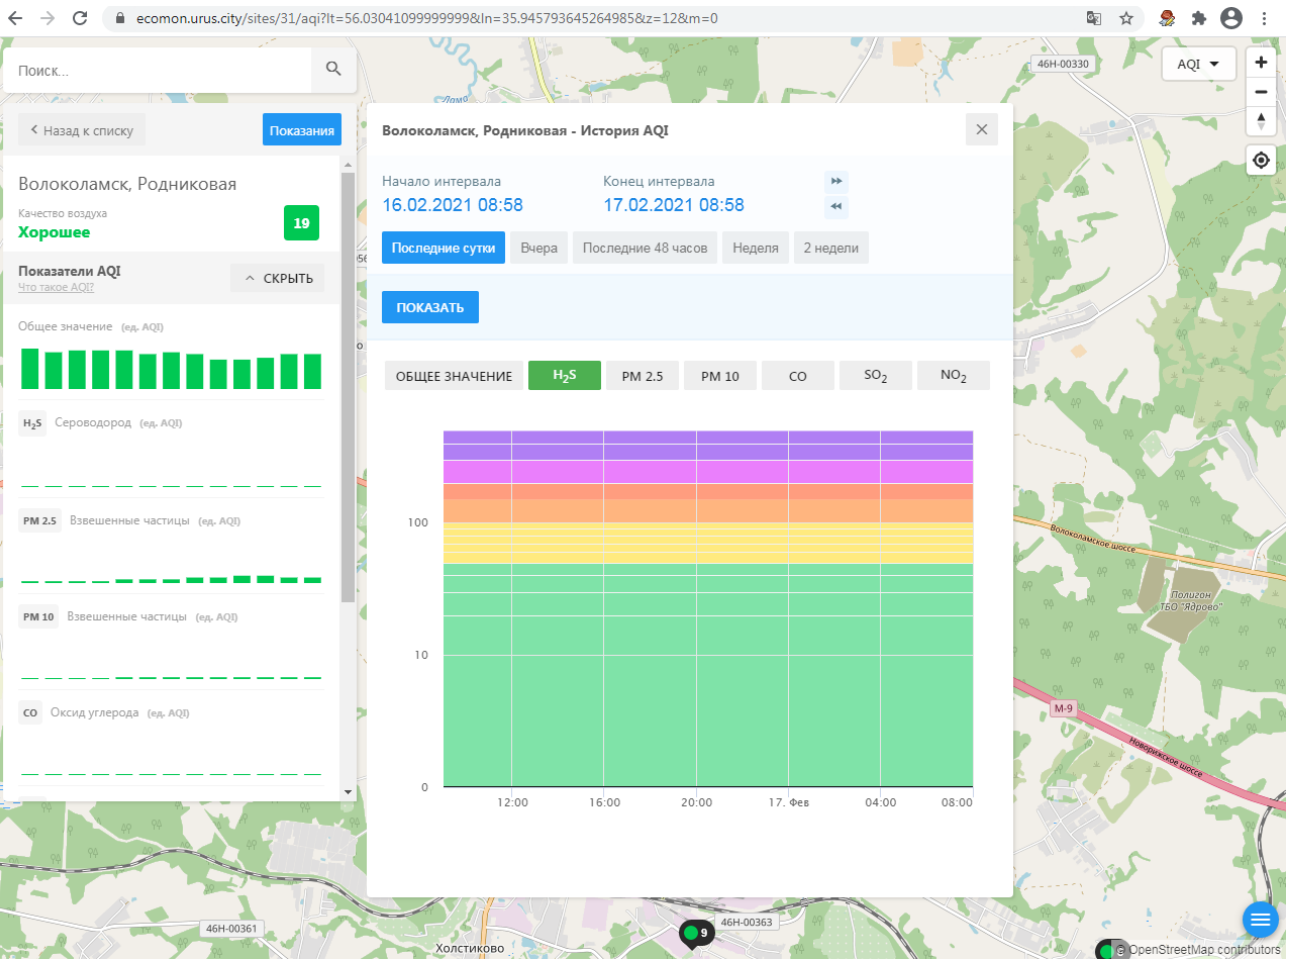 ecomon.urus.city/sites/31/aqi?lt=56.03041099999999&ln=35.945793645264985&z=12&m=0
Поиск...
46Н-00330
AQI
Назад к списку
Показания
Волоколамск, Родниковая
Качество воздуха
Хорошее
19
Показатели AQI
Что такое AQI?
СКРЫТЬ
Общее значение (ед. AQI)
H₂S Сероводород (ед. AQI)
PM 2.5 Взвешенные частицы (ед. AQI)
PM 10 Взвешенные частицы (ед. AQI)
CO Оксид углерода (ед. AQI)
Волоколамск, Родниковая - История AQI
Начало интервала
16.02.2021 08:58
Конец интервала
17.02.2021 08:58
Последние сутки Вчера Последние 48 часов Неделя 2 недели
ПОКАЗАТЬ
ОБЩЕЕ ЗНАЧЕНИЕ H₂S PM 2.5 PM 10 CO SO₂ NO₂
100
10
0
12:00 16:00 20:00 17. Фев 04:00 08:00
Волоколамское шоссе
Полигон
ТБО "Ядрово"
М-9
Новорижское шоссе
46Н-00361
46Н-00363
9
Холстиково
© OpenStreetMap contributors